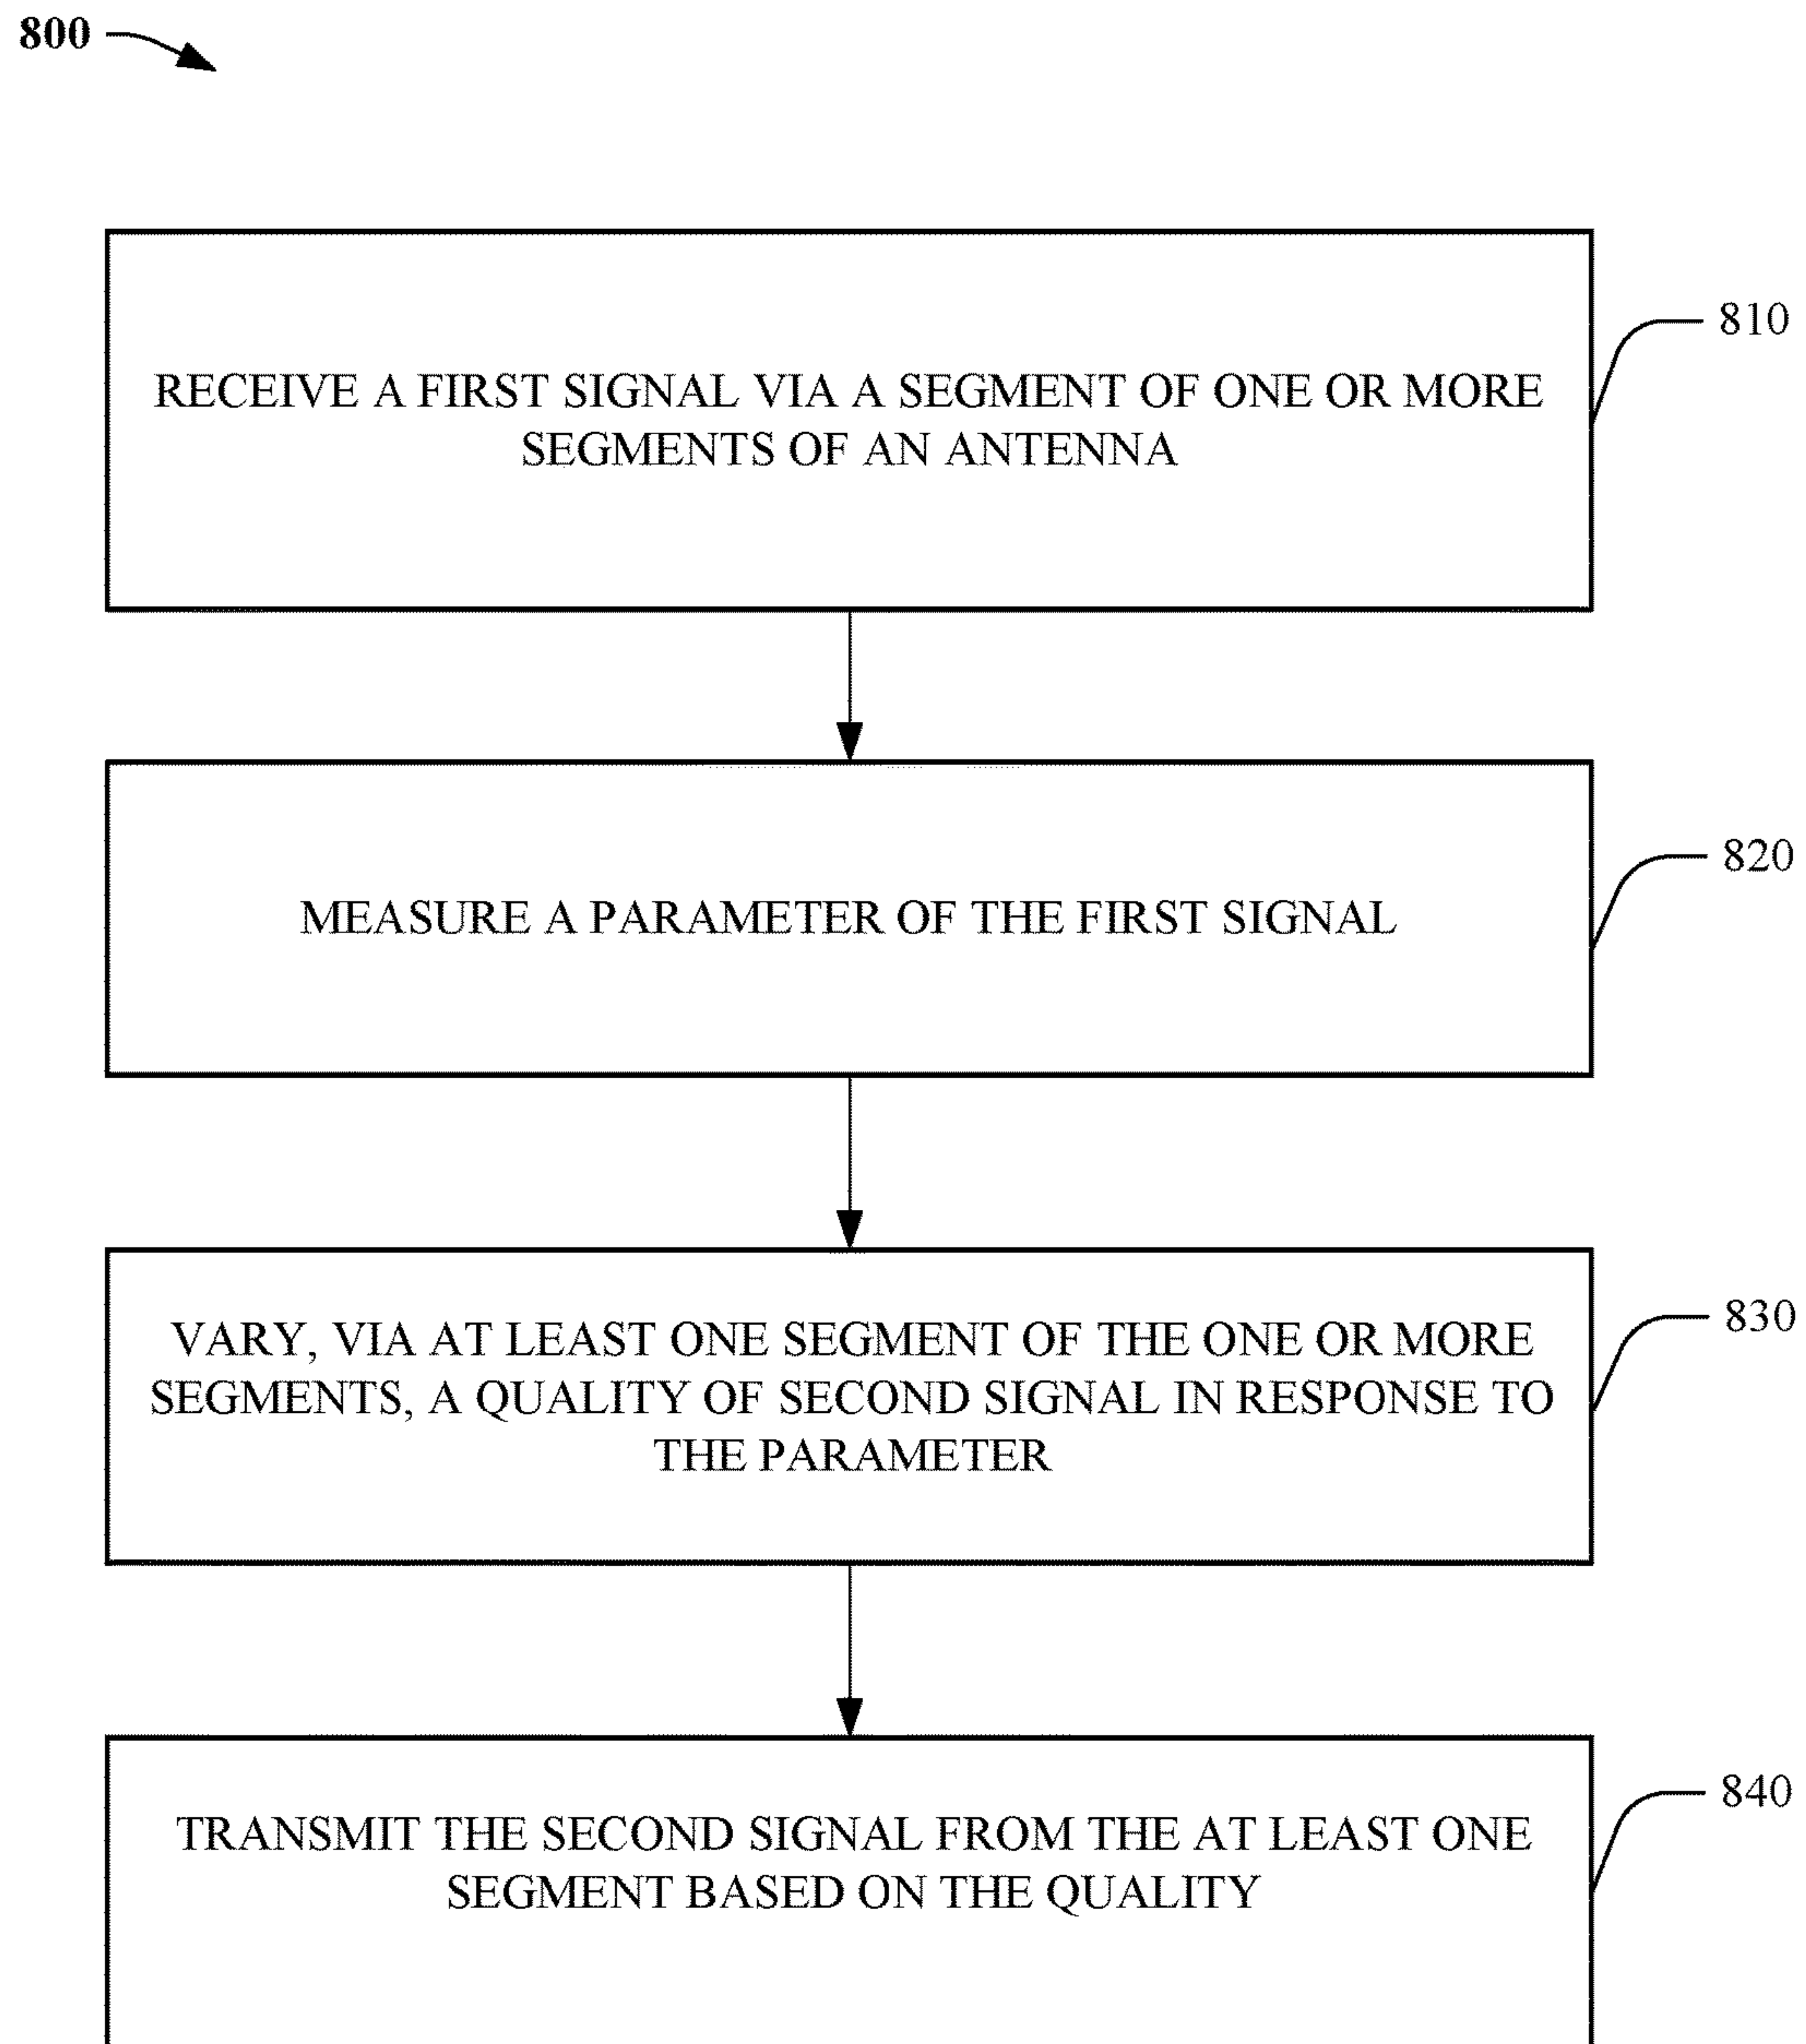 800
RECEIVE A FIRST SIGNAL VIA A SEGMENT OF ONE OR MORE
SEGMENTS OF AN ANTENNA
810
MEASURE A PARAMETER OF THE FIRST SIGNAL
820
VARY, VIA AT LEAST ONE SEGMENT OF THE ONE OR MORE
SEGMENTS, A QUALITY OF SECOND SIGNAL IN RESPONSE TO
THE PARAMETER
830
TRANSMIT THE SECOND SIGNAL FROM THE AT LEAST ONE
SEGMENT BASED ON THE QUALITY
840